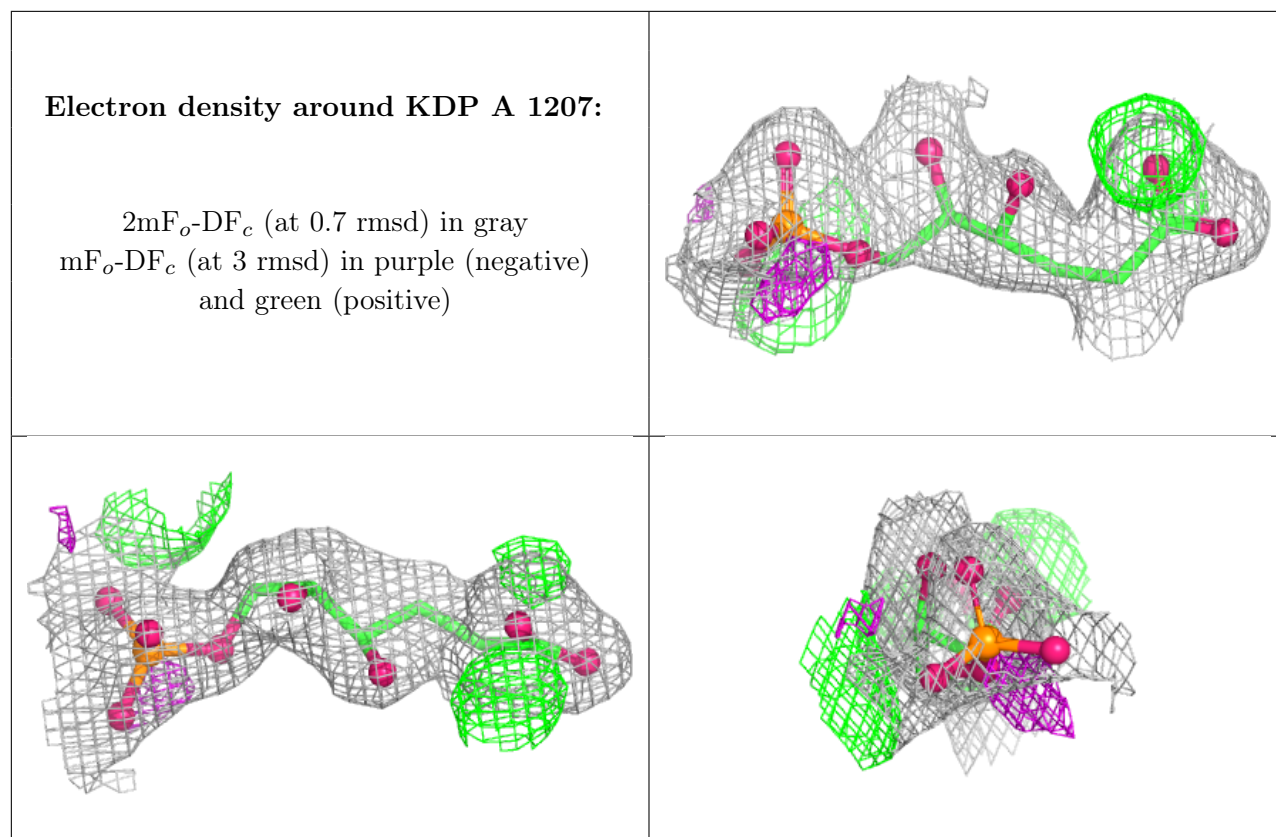 Electron density around KDP A 1207:
2mFₒ-DF𝒸 (at 0.7 rmsd) in gray
mFₒ-DF𝒸 (at 3 rmsd) in purple (negative)
and green (positive)